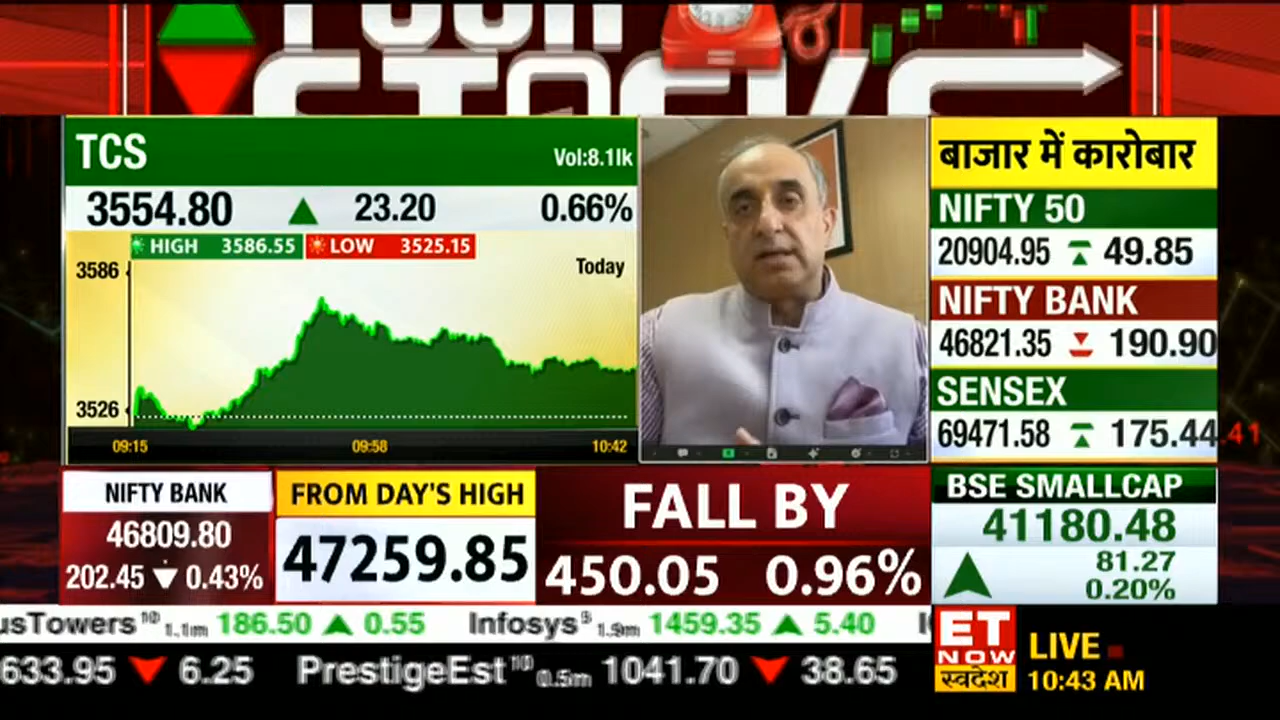 STOCKS
TCS
Vol:8.1lk
3554.80 ▲ 23.20 0.66%
HIGH 3586.55 LOW 3525.15
Today
3586
3526
09:15 09:58 10:42
बाजार में कारोबार
NIFTY 50
20904.95 49.85
NIFTY BANK
46821.35 190.90
SENSEX
69471.58 175.44
.41
NIFTY BANK
46809.80
202.45 ▼ 0.43%
FROM DAY'S HIGH
47259.85
FALL BY
450.05 0.96%
BSE SMALLCAP
41180.48
81.27
0.20%
usTowers 10 1.1m 186.50 ▲ 0.55 Infosys 5 1.9m 1459.35 ▲ 5.40
633.95 ▼ 6.25 PrestigeEst 10 0.5m 1041.70 ▼ 38.65
ET
NOW
स्वदेश
LIVE
10:43 AM